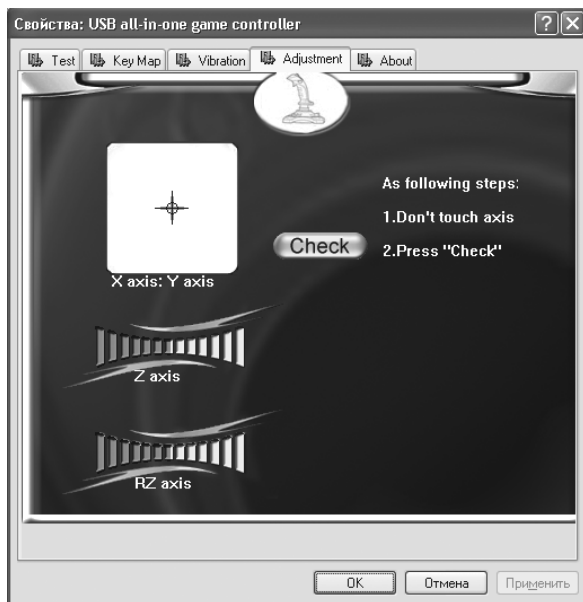 Свойства: USB all-in-one game controller
Test Key Map Vibration Adjustment About
As following steps:
1.Don't touch axis
Check 2.Press "Check"
X axis: Y axis
Z axis
RZ axis
OK Отмена Применить